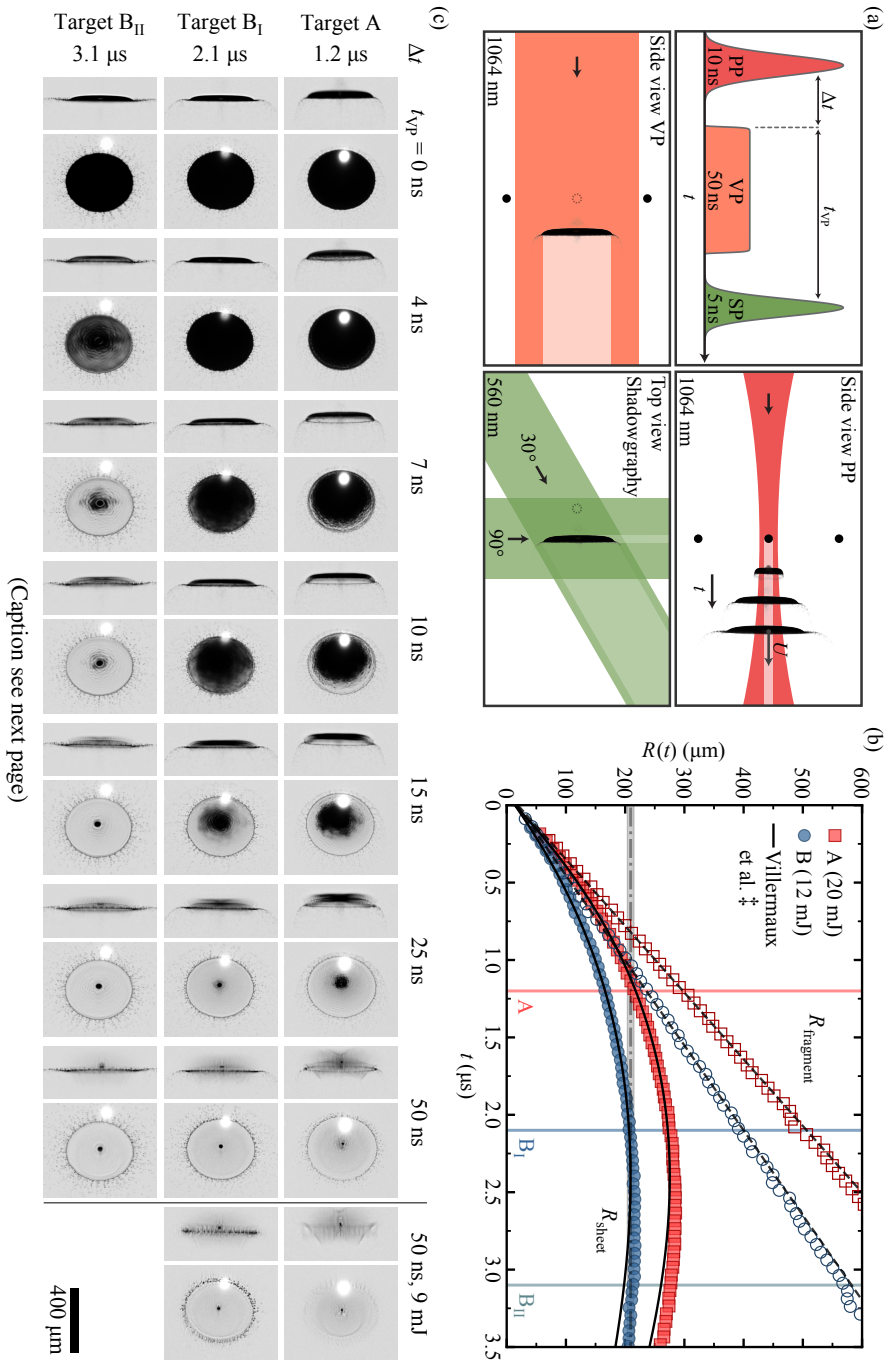 (a)
PP
10 ns
Δt
VP
50 ns
t_VP
SP
5 ns
t
Side view PP
1064 nm
t
U
Side view VP
1064 nm
Top view
Shadowgraphy
560 nm
30°
90°
(b)
R(t) (μm)
600
500
400
300
200
100
0
0.5
1.0
1.5
2.0
2.5
3.0
3.5
t (μs)
A (20 mJ)
B (12 mJ)
Villermaux
et al. ‡
R_fragment
R_sheet
A
B_I
B_II
(c)
Δt
t_VP = 0 ns
4 ns
7 ns
10 ns
15 ns
25 ns
50 ns
50 ns, 9 mJ
Target A
1.2 μs
Target B_I
2.1 μs
Target B_II
3.1 μs
400 μm
(Caption see next page)